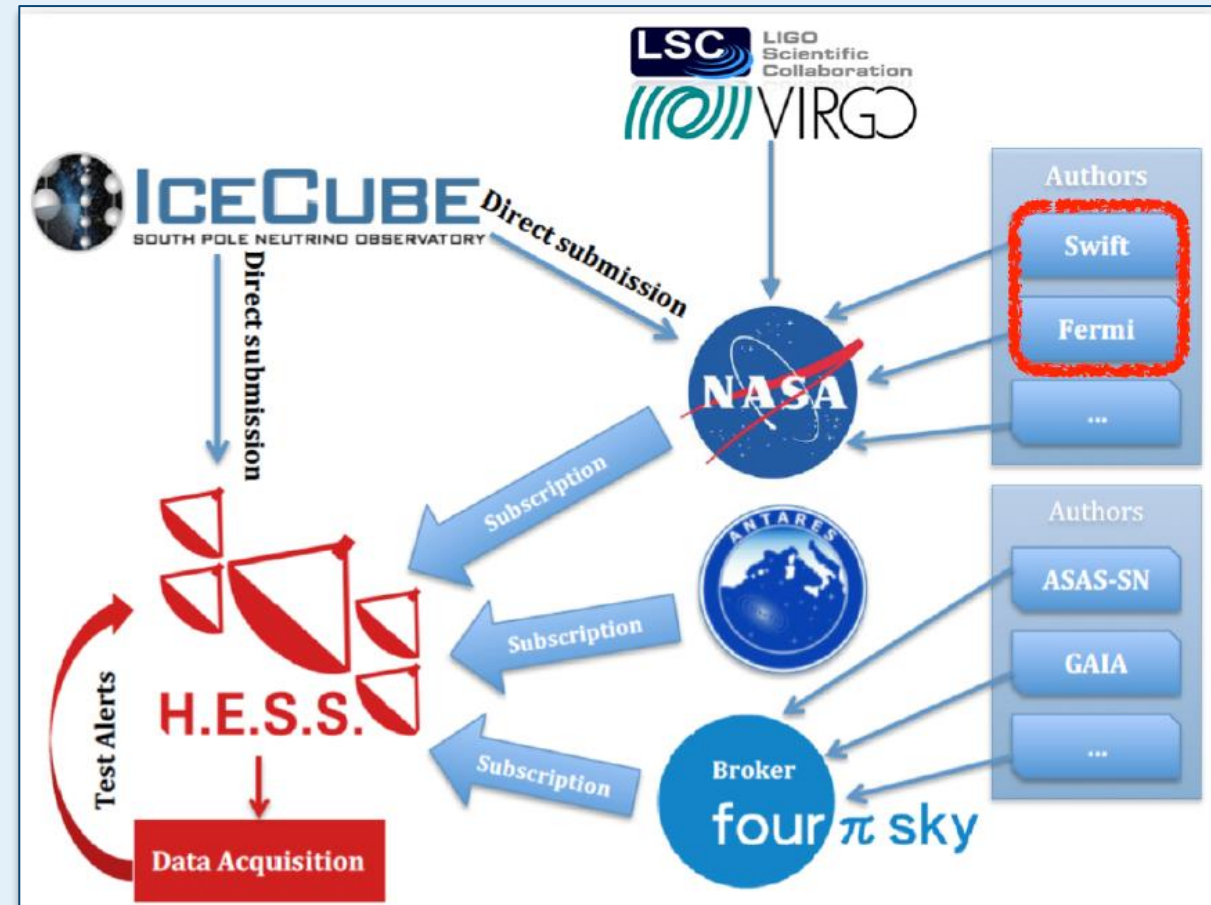 LSC
LIGO
Scientific
Collaboration
VIRGO
ICECUBE
SOUTH POLE NEUTRINO OBSERVATORY
Direct submission
Direct submission
Authors
Swift
Fermi
...
NASA
Subscription
ANTARES
Subscription
Authors
ASAS-SN
GAIA
...
H.E.S.S.
Test Alerts
Subscription
Broker
four π sky
Data Acquisition